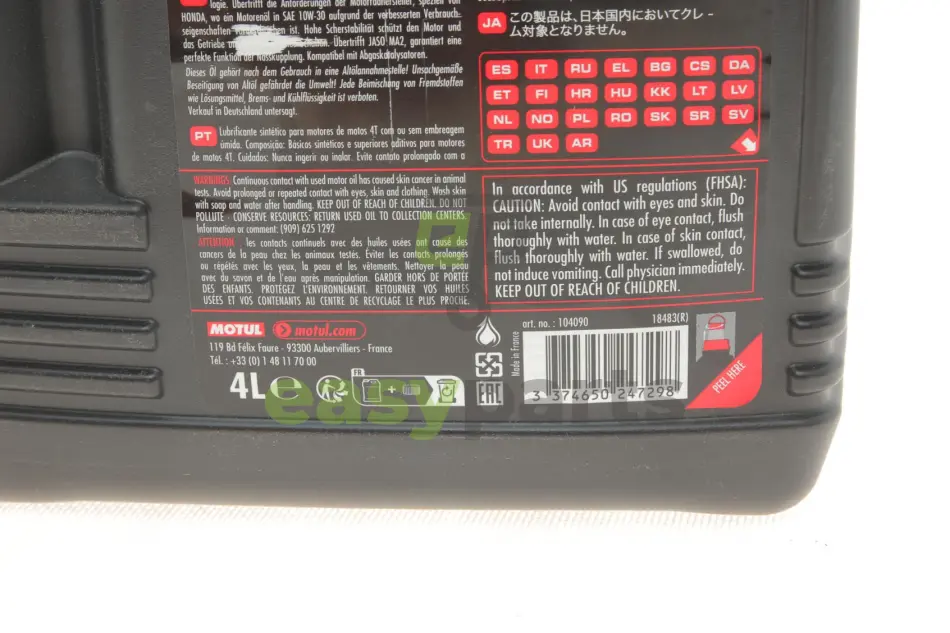 logie. Übertrifft die Anforderungen der Motorradhersteller, speziell von
HONDA, wo ein Motorenöl in SAE 10W-30 aufgrund der verbesserten Verbrauch-
seigenschaften ist. Hohe Scherstabilität schützt den Motor und
das Getriebe Übertrifft JASO MA2, garantiert eine
perfekte Funktion der Nasskupplung. Kompatibel mit Abgaskatalysatoren.
Dieses Öl gehört nach dem Gebrauch in eine Altölannahmestelle! Unsachgemäße
Beseitigung von Altöl gefährdet die Umwelt! Jede Beimischung von Fremdstoffen
wie Lösungsmittel, Brems- und Kühlflüssigkeit ist verboten.
Verkauf in Deutschland untersagt.
PT Lubrificante sintético para motores de motos 4T com ou sem embreagem
úmida. Composição: Básicos sintéticos e superiores aditivos para motores
de motos 4T. Cuidados: Nunca ingerir ou inalar. Evite contato prolongado com a
WARNINGS: Continuous contact with used motor oil has caused skin cancer in animal
tests. Avoid prolonged or repeated contact with eyes, skin and clothing. Wash skin
with soap and water after handling. KEEP OUT OF REACH OF CHILDREN. DO NOT
POLLUTE - CONSERVE RESOURCES: RETURN USED OIL TO COLLECTION CENTERS.
Information or comment: (909) 625 1292
ATTENTION : les contacts continuels avec des huiles usées ont causé des
cancers de la peau chez les animaux testés. Éviter les contacts prolongés
ou répétés avec les yeux, la peau et les vêtements. Nettoyer la peau
avec du savon et de l'eau après manipulation. GARDER HORS DE PORTÉE
DES ENFANTS. PROTÉGEZ L'ENVIRONNEMENT. RETOURNER VOS HUILES
USÉES ET VOS CONTENANTS AU CENTRE DE RECYCLAGE LE PLUS PROCHE.
MOTUL motul.com
119 Bd Félix Faure - 93300 Aubervilliers - France
Tél. : +33 (0) 1 48 11 70 00
4L
FR
+
JA この製品は、日本国内においてクレ-
ム対象となりません。
ES IT RU EL BG CS DA
ET FI HR HU KK LT LV
NL NO PL RO SK SR SV
TR UK AR
In accordance with US regulations (FHSA):
CAUTION: Avoid contact with eyes and skin. Do
not take internally. In case of eye contact, flush
thoroughly with water. In case of skin contact,
flush thoroughly with water. If swallowed, do
not induce vomiting. Call physician immediately.
KEEP OUT OF REACH OF CHILDREN.
Made in France
art. no. : 104090 18483(R)
3 374650 247298
EAC
PEEL HERE
easyparts